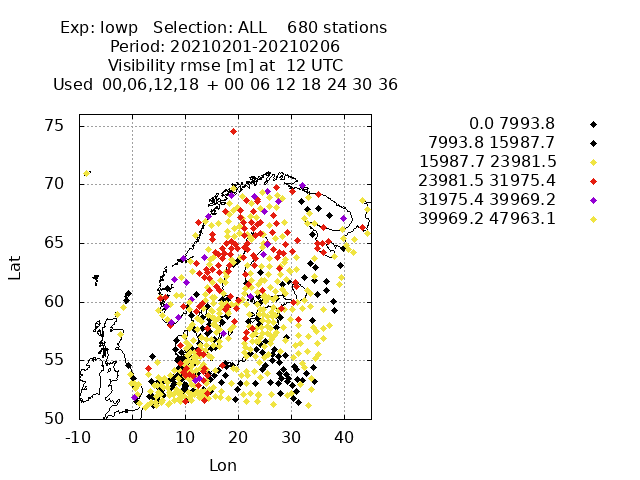 Exp: lowp   Selection: ALL    680 stations
Period: 20210201-20210206
Visibility rmse [m] at  12 UTC
Used  00,06,12,18  + 00 06 12 18 24 30 36
0.0 7993.8
7993.8 15987.7
15987.7 23981.5
23981.5 31975.4
31975.4 39969.2
39969.2 47963.1
75
70
65
60
55
50
Lat
-10 0 10 20 30 40
Lon